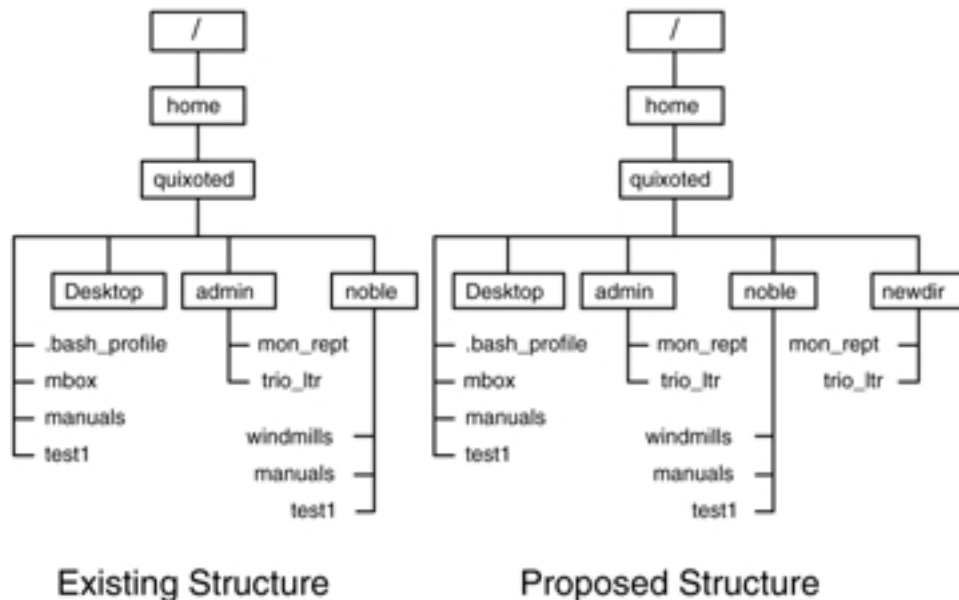 / /
home home
quixoted quixoted
Desktop admin noble Desktop admin noble newdir
.bash_profile mon_rept .bash_profile mon_rept mon_rept
mbox trio_ltr mbox trio_ltr trio_ltr
manuals manuals
windmills windmills
test1 test1
manuals manuals
test1 test1
Existing Structure Proposed Structure